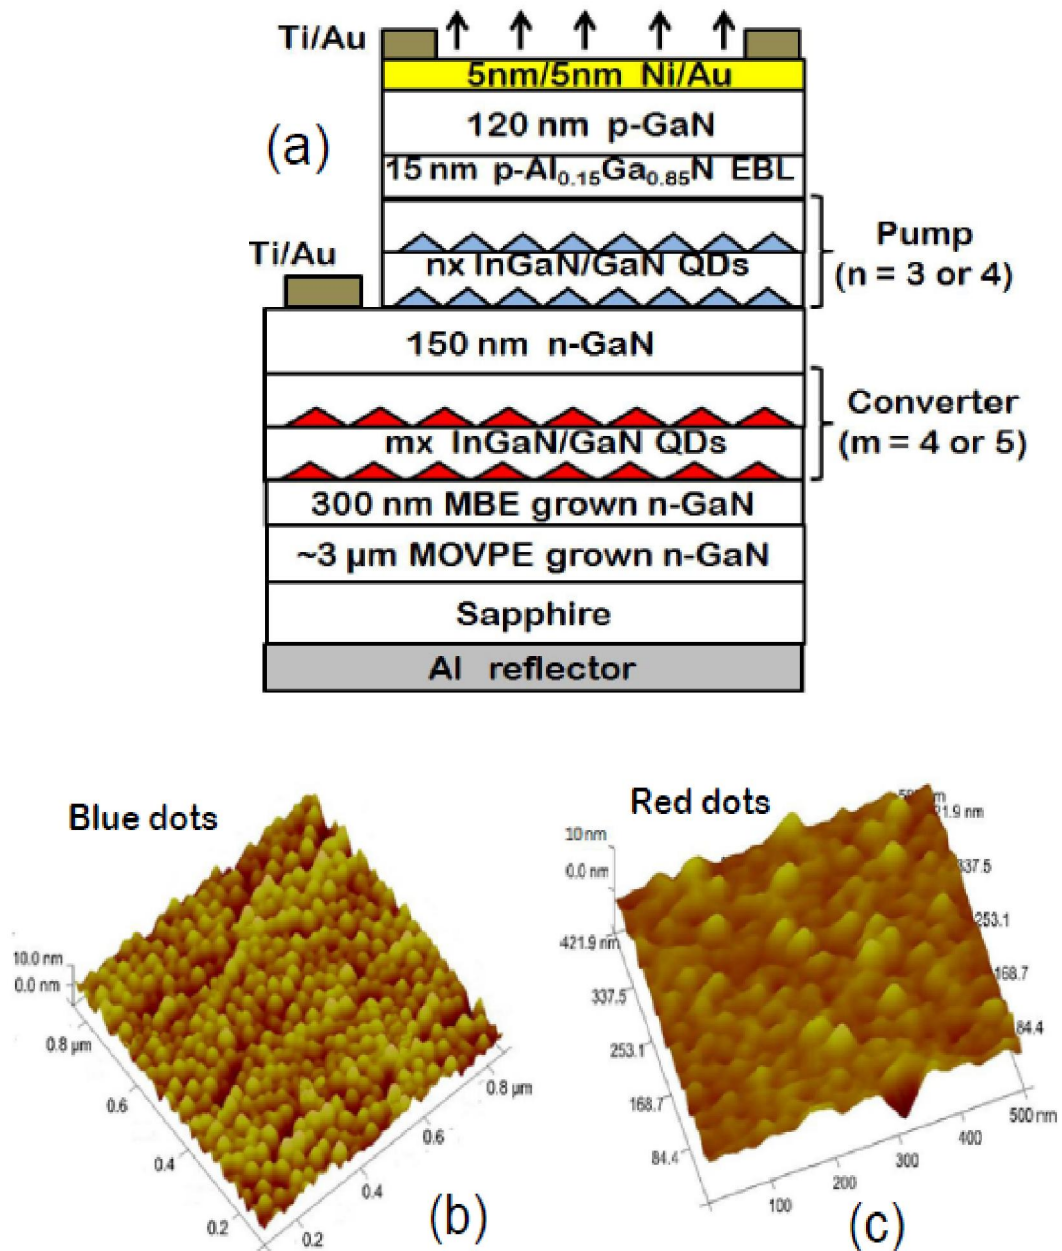 Ti/Au
5nm/5nm Ni/Au
(a)
120 nm p-GaN
15 nm p-Al0.15Ga0.85N EBL
Ti/Au
nx InGaN/GaN QDs
Pump
(n = 3 or 4)
150 nm n-GaN
mx InGaN/GaN QDs
Converter
(m = 4 or 5)
300 nm MBE grown n-GaN
~3 µm MOVPE grown n-GaN
Sapphire
Al reflector
Blue dots
10.0 nm
0.0 nm
0.8 µm
0.6
0.4
0.2
0.2
0.4
0.6
0.8 µm
(b)
Red dots
10 nm
0.0 nm
421.9 nm
337.5
253.1
168.7
84.4
100
200
300
400
500 nm
84.4
168.7
253.1
337.5
21.9 nm
(c)